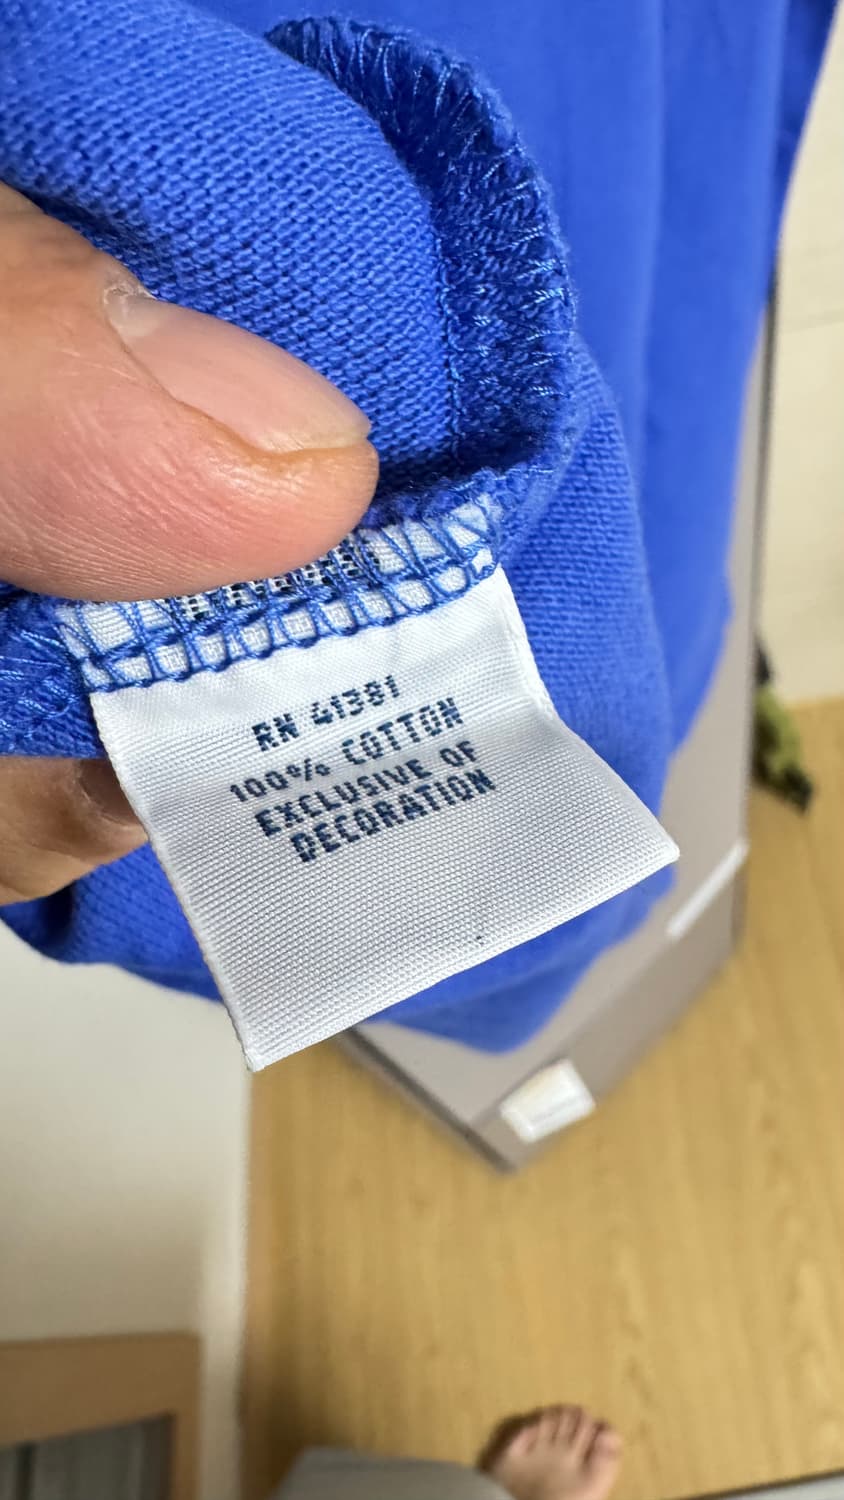 RN 41381
100% COTTON
EXCLUSIVE OF
DECORATION